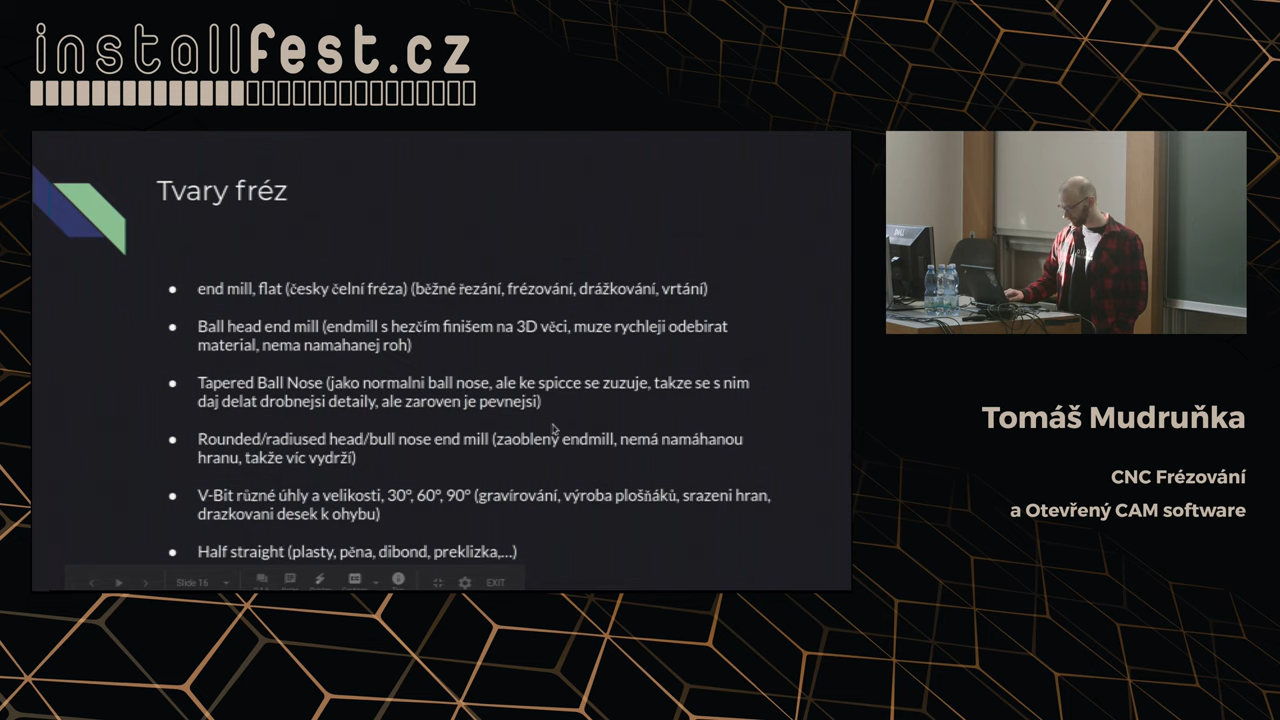 installfest.cz
Tvary fréz
end mill, flat (česky čelní fréza) (běžné řezání, frézování, drážkování, vrtání)
Ball head end mill (endmill s hezčím finišem na 3D věci, muze rychleji odebirat
material, nema namahanej roh)
Tapered Ball Nose (jako normalni ball nose, ale ke spicce se zuzuje, takze se s nim
daj delat drobnejsi detaily, ale zaroven je pevnejsi)
Rounded/radiused head/bull nose end mill (zaoblený endmill, nemá namáhanou
hranu, takže víc vydrží)
V-Bit různé úhly a velikosti, 30°, 60°, 90° (gravírování, výroba plošňáků, srazeni hran,
drazkovani desek k ohybu)
Half straight (plasty, pěna, dibond, preklizka,...)
Slide 16
EXIT
Tomáš Mudruňka
CNC Frézování
a Otevřený CAM software